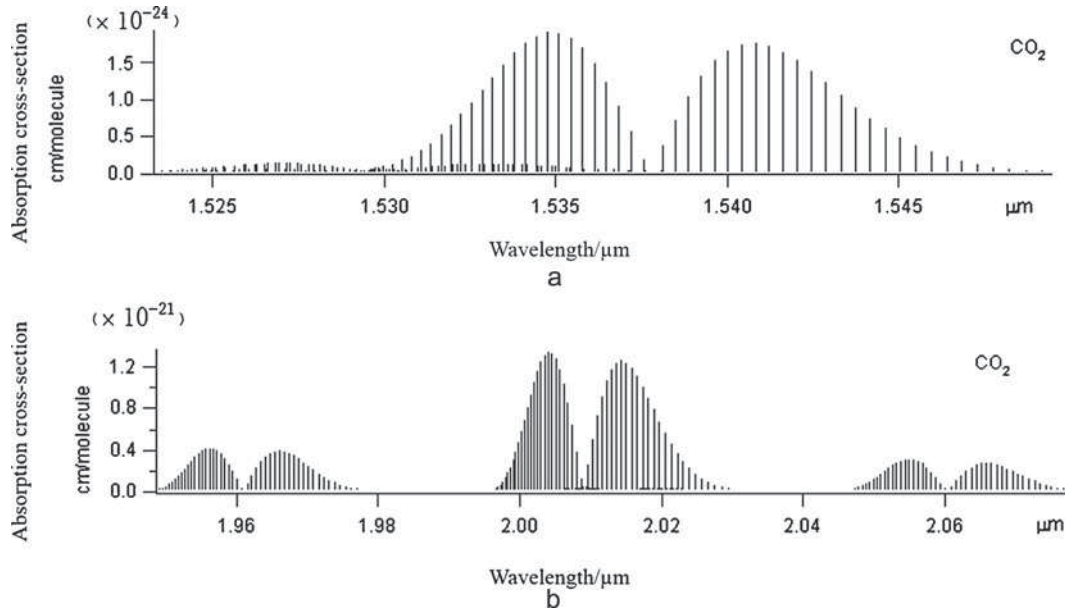 (× 10⁻²⁴)
CO₂
Absorption cross-section
cm/molecule
1.5
1.0
0.5
0.0
1.525 1.530 1.535 1.540 1.545 µm
Wavelength/µm
a
(× 10⁻²¹)
CO₂
Absorption cross-section
cm/molecule
1.2
0.8
0.4
0.0
1.96 1.98 2.00 2.02 2.04 2.06 µm
Wavelength/µm
b